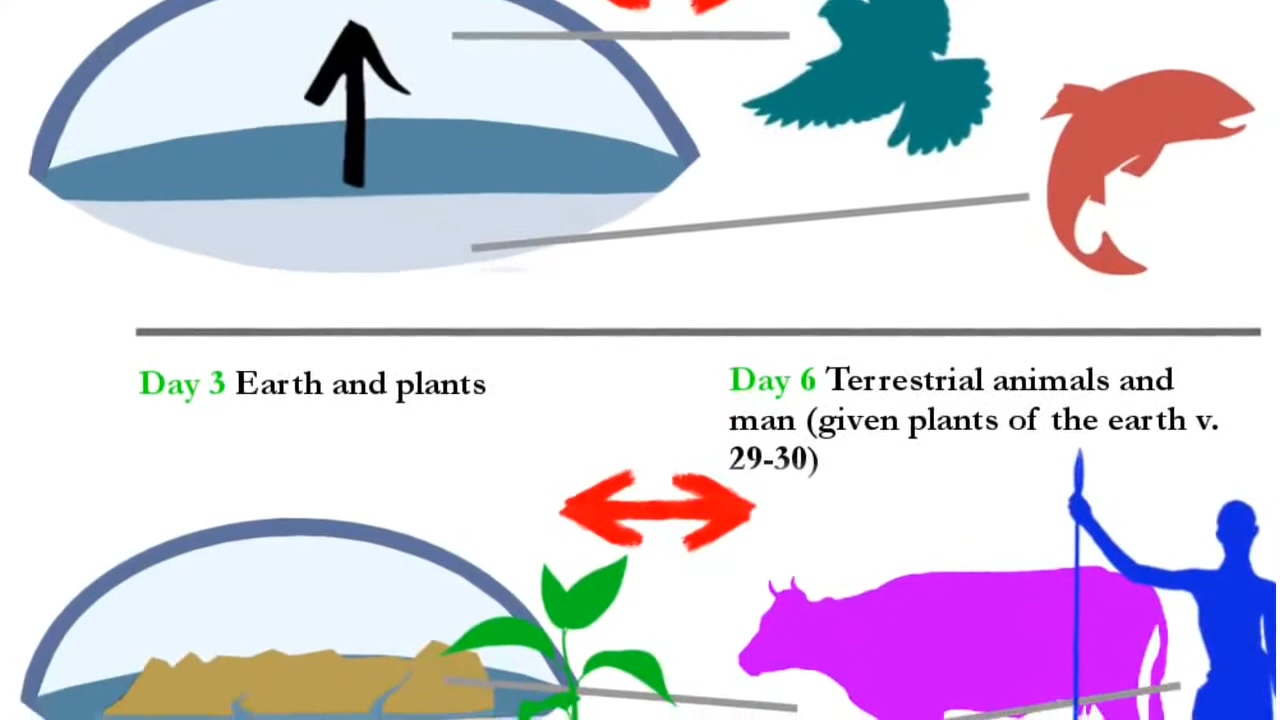 Day 3 Earth and plants
Day 6 Terrestrial animals and
man (given plants of the earth v.
29-30)